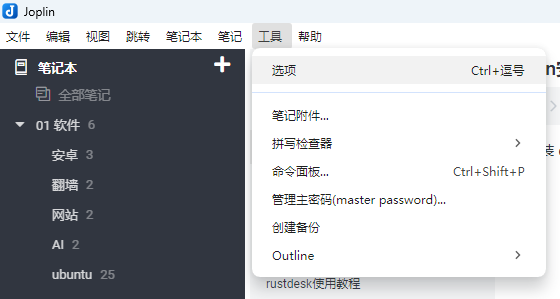 Joplin
文件 编辑 视图 跳转 笔记本 笔记 工具 帮助
笔记本
全部笔记
01 软件 6
安卓 3
翻墙 2
网站 2
AI 2
ubuntu 25
选项 Ctrl+逗号
笔记附件...
拼写检查器
命令面板... Ctrl+Shift+P
管理主密码(master password)...
创建备份
Outline
rustdesk使用教程